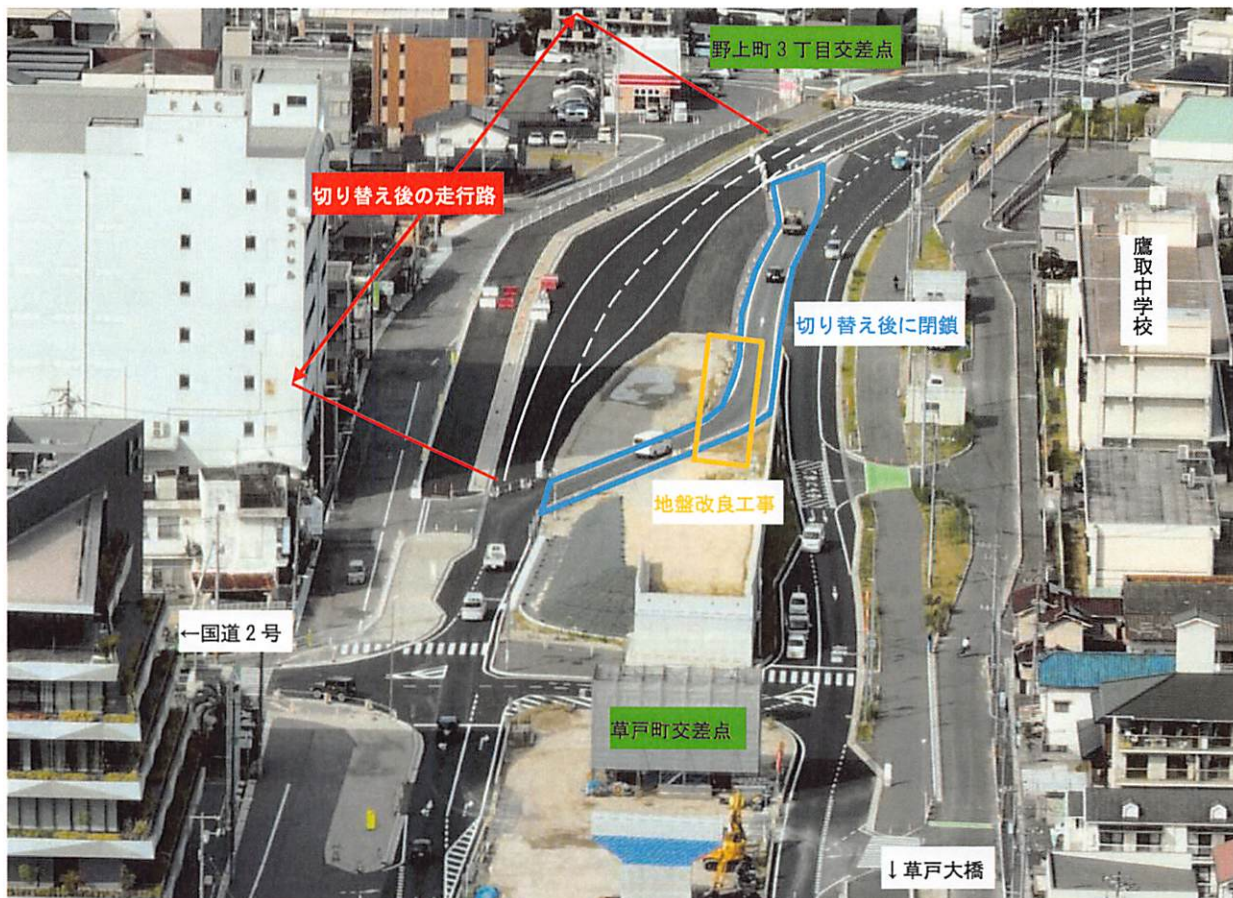 野上町3丁目交差点
切り替え後の走行路
鷹取中学校
切り替え後に閉鎖
地盤改良工事
←国道2号
草戸町交差点
↓草戸大橋